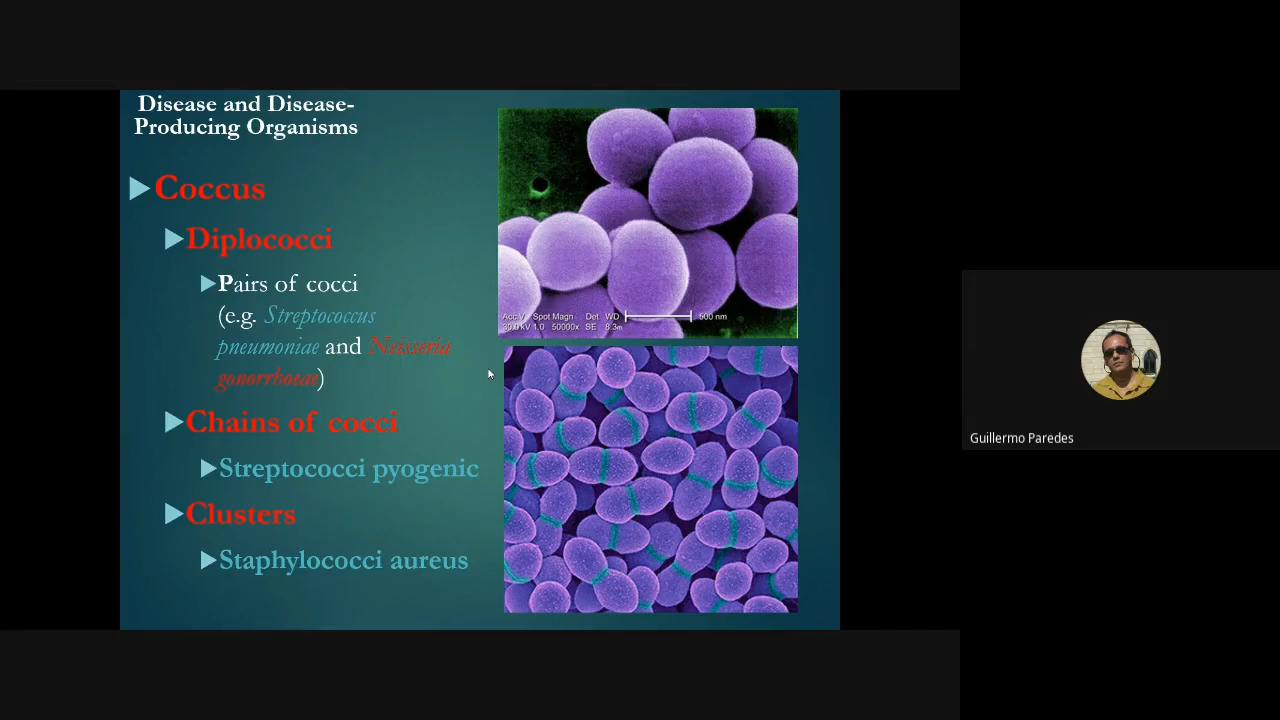 Disease and Disease-
Producing Organisms
Coccus
Diplococci
Pairs of cocci
(e.g. Streptococcus
pneumoniae and Neisseria
gonorrhoeae)
Chains of cocci
Streptococci pyogenic
Clusters
Staphylococci aureus
Acc.V Spot Magn Det WD 500 nm
30.0 kV 1.0 50000x SE 8.3
Guillermo Paredes